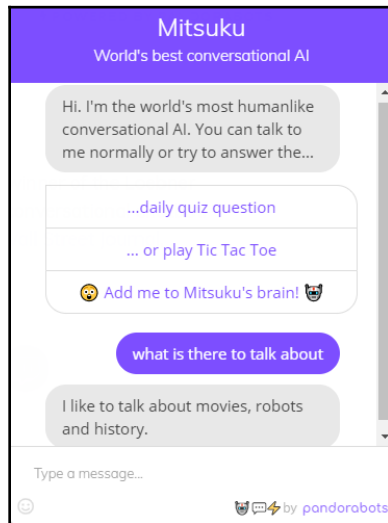 Mitsuku
World's best conversational AI
Hi. I'm the world's most humanlike
conversational AI. You can talk to
me normally or try to answer the...
...daily quiz question
... or play Tic Tac Toe
😮 Add me to Mitsuku's brain! 🤖
what is there to talk about
I like to talk about movies, robots
and history.
Type a message...
by pandorabots